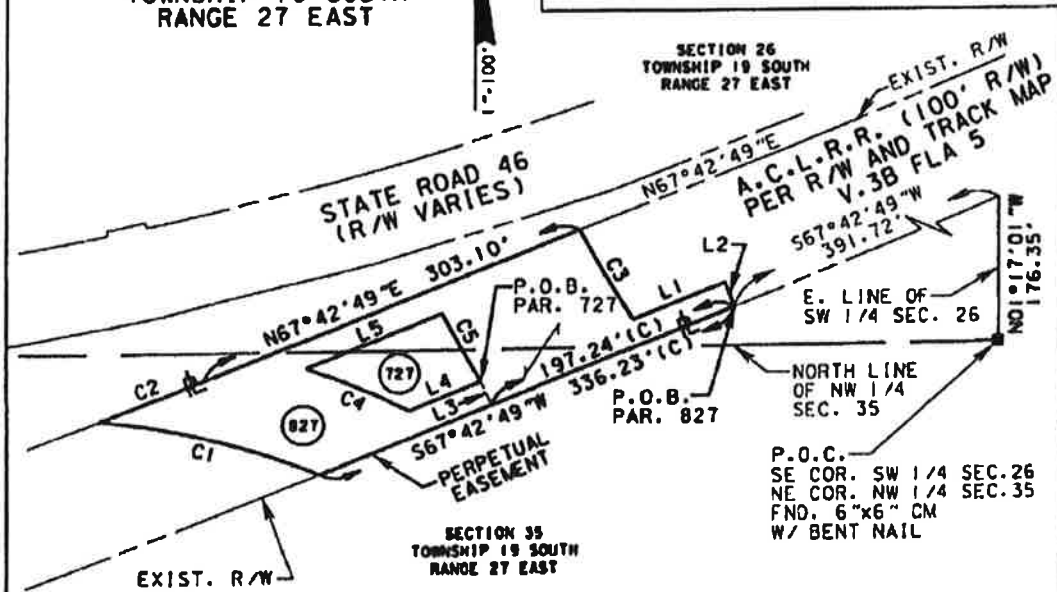 RANGE 27 EAST
1"=100'
SECTION 26
TOWNSHIP 19 SOUTH
RANGE 27 EAST
EXIST. R/W
A.C.L.R.R. (100' R/W)
PER R/W AND TRACK MAP
V.3B FLA 5
STATE ROAD 46
(R/W VARIES)
N67°42'49"E
S67°42'49"W
391.72'
N01°17'01"W
176.35'
L2
C3
L1
E. LINE OF
SW 1/4 SEC. 26
N67°42'49"E 303.10'
P.O.B.
PAR. 727
L5
C5
197.24'(C)
336.23'(C)
S67°42'49"W
C2
727
L4
C4
L3
827
C1
P.O.B.
PAR. 827
NORTH LINE
OF NW 1/4
SEC. 35
PERPETUAL
EASEMENT
P.O.C.
SE COR. SW 1/4 SEC.26
NE COR. NW 1/4 SEC.35
FND. 6"x6" CM
W/ BENT NAIL
SECTION 35
TOWNSHIP 19 SOUTH
RANGE 27 EAST
EXIST. R/W